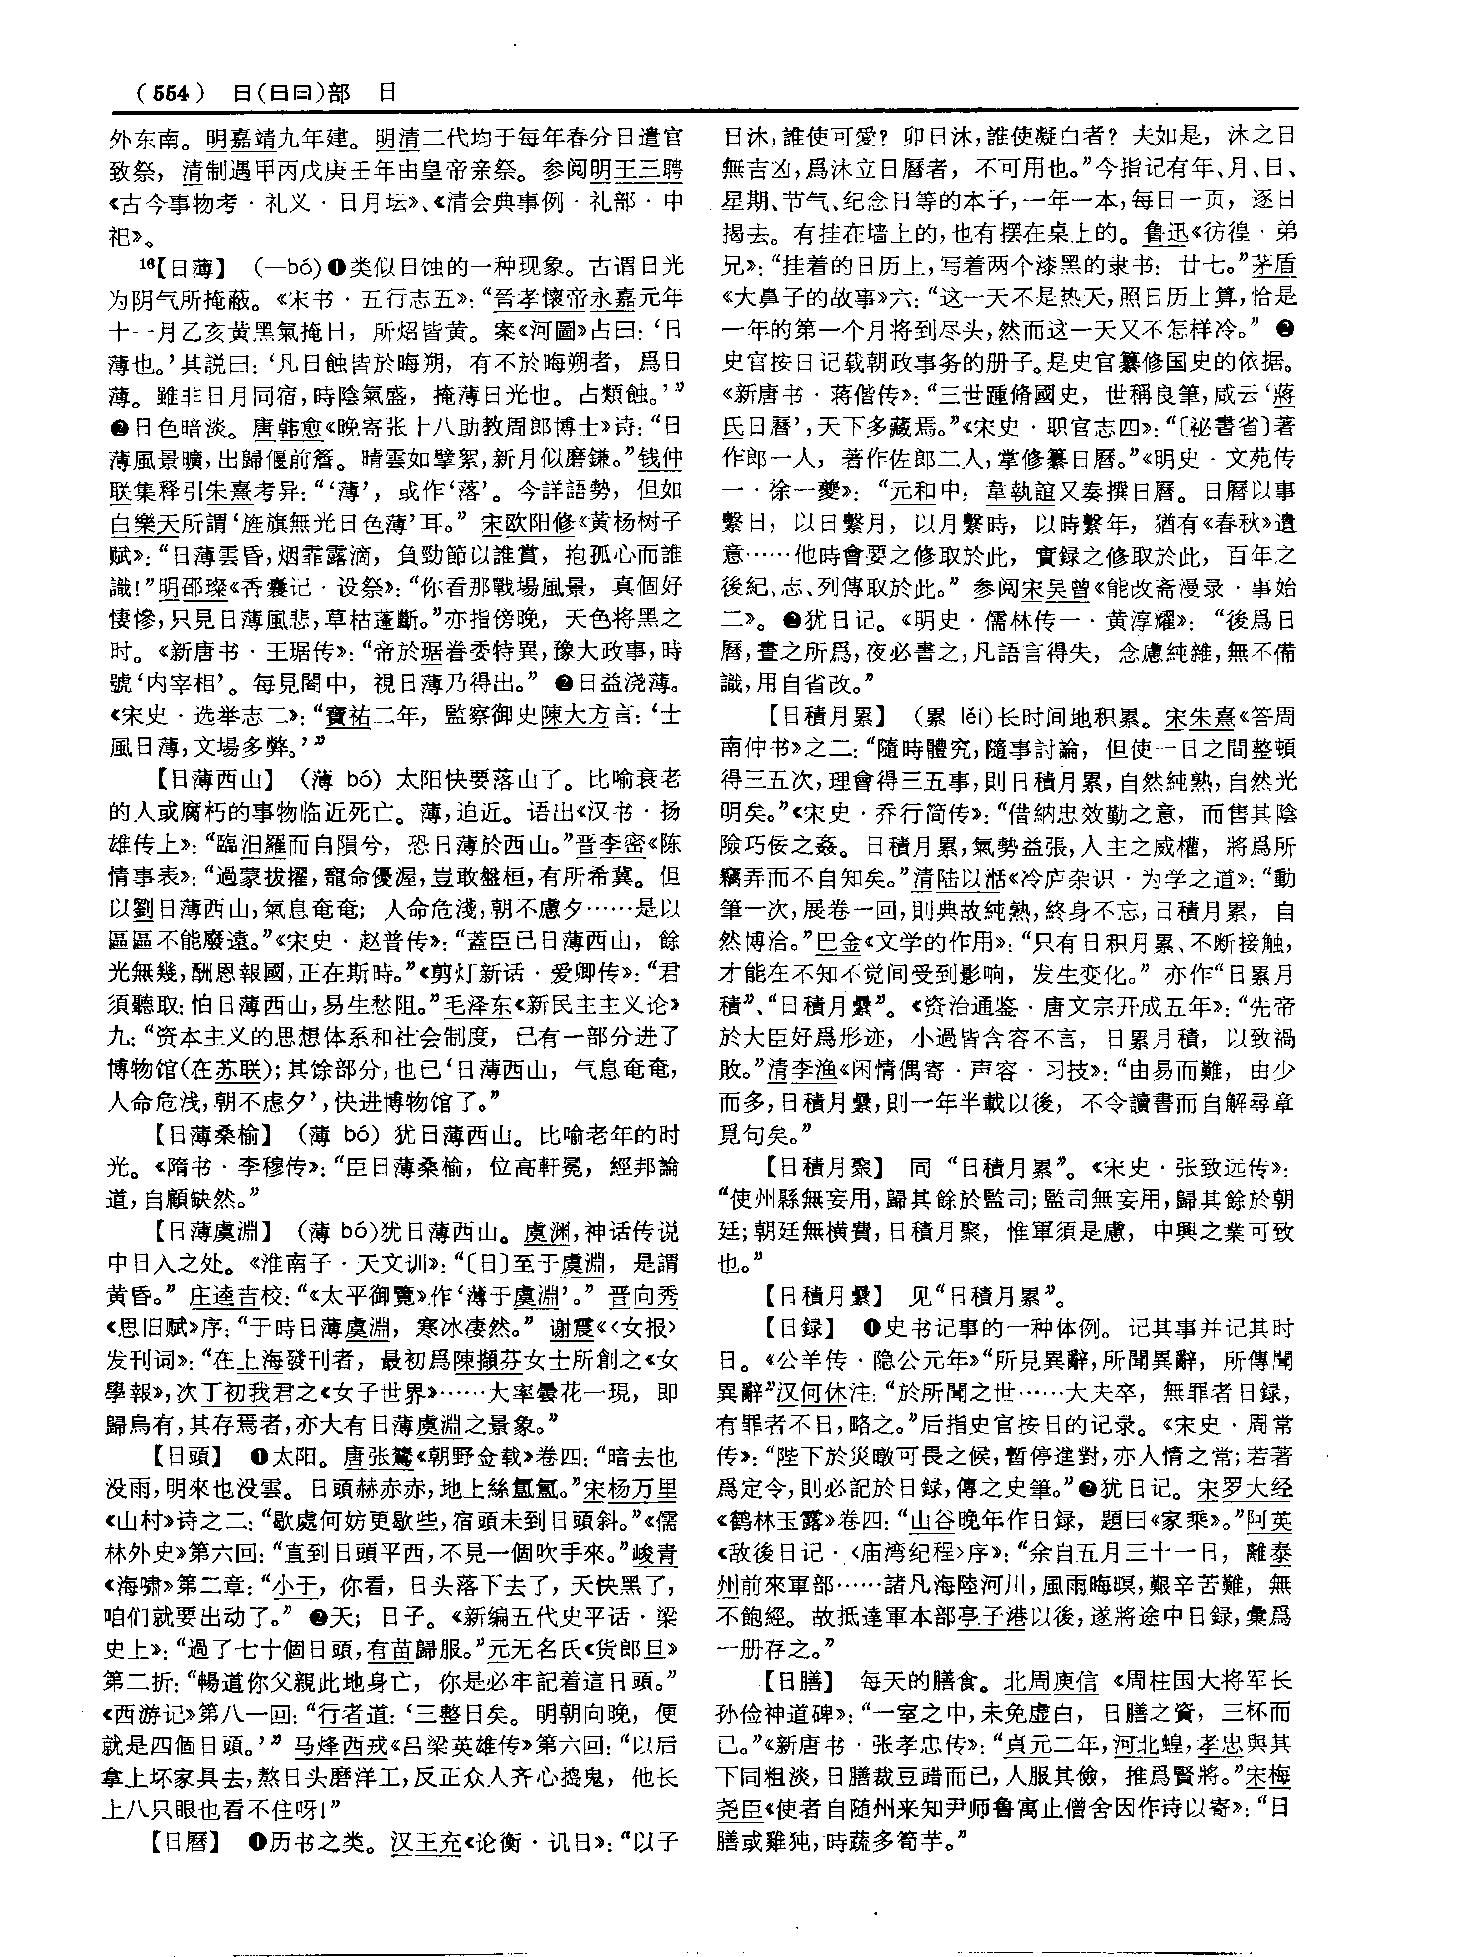 (554) 日(日曰)部 日
外东南。明嘉靖九年建。明清二代均于每年春分日遣官
致祭，清制遇甲丙戊庚壬年由皇帝亲祭。参阅明王三聘
《古今事物考·礼义·日月坛》、《清会典事例·礼部·中
祀》。
16【日薄】 (—bó)❶类似日蚀的一种现象。古谓日光
为阴气所掩蔽。《宋书·五行志五》：“晋孝懷帝永嘉元年
十一月乙亥黄黑氣掩日，所炤皆黄。案《河圖》占曰：‘日
薄也。’其説曰：‘凡日蝕皆於晦朔，有不於晦朔者，爲日
薄。雖非日月同宿，時陰氣盛，掩薄日光也。占類蝕。’”
❷日色暗淡。唐韩愈《晚寄张十八助教周郎博士》诗：“日
薄風景曠，出歸偃前簷。晴雲如擘絮，新月似磨鎌。”钱仲
联集释引朱熹考异：“‘薄’，或作‘落’。今詳語勢，但如
白樂天所謂‘旌旗無光日色薄’耳。”宋欧阳修《黄杨树子
赋》：“日薄雲昏，烟霏露滴，負勁節以誰賞，抱孤心而誰
識！”明邵璨《香囊记·设祭》：“你看那戰場風景，真個好
悽慘，只見日薄風悲，草枯蓬斷。”亦指傍晚，天色将黑之
时。《新唐书·王琚传》：“帝於琚眷委特異，豫大政事，時
號‘内宰相’。每見閤中，視日薄乃得出。”❷日益浇薄。
《宋史·选举志二》：“寶祐二年，監察御史陳大方言：‘士
風日薄，文場多弊。’”
【日薄西山】 (薄 bó) 太阳快要落山了。比喻衰老
的人或腐朽的事物临近死亡。薄，迫近。语出《汉书·扬
雄传上》：“臨汨羅而自隕兮，恐日薄於西山。”晋李密《陈
情事表》：“過蒙拔擢，寵命優渥，豈敢盤桓，有所希冀。但
以劉日薄西山，氣息奄奄；人命危淺，朝不慮夕……是以
區區不能廢遠。”《宋史·赵普传》：“蓋臣已日薄西山，餘
光無幾，酬恩報國，正在斯時。”《剪灯新话·爱卿传》：“君
須聽取：怕日薄西山，易生愁阻。”毛泽东《新民主主义论》
九：“资本主义的思想体系和社会制度，已有一部分进了
博物馆(在苏联)；其馀部分，也已‘日薄西山，气息奄奄，
人命危浅，朝不虑夕’，快进博物馆了。”
【日薄桑榆】 (薄 bó) 犹日薄西山。比喻老年的时
光。《隋书·李穆传》：“臣日薄桑榆，位高軒冕，經邦論
道，自顧缺然。”
【日薄虞淵】 (薄 bó)犹日薄西山。虞渊，神话传说
中日入之处。《淮南子·天文训》：“〔日〕至于虞淵，是謂
黄昏。”庄逵吉校：“《太平御覽》作‘薄于虞淵’。”晋向秀
《思旧赋》序：“于時日薄虞淵，寒冰凄然。”谢震《〈女报〉
发刊词》：“在上海發刊者，最初爲陳擷芬女士所創之《女
學報》，次丁初我君之《女子世界》……大率曇花一現，即
歸烏有，其存焉者，亦大有日薄虞淵之景象。”
【日頭】 ❶太阳。唐张鷟《朝野佥载》卷四：“暗去也
没雨，明來也没雲。日頭赫赤赤，地上絲氳氳。”宋杨万里
《山村》诗之二：“歇處何妨更歇些，宿頭未到日頭斜。”《儒
林外史》第六回：“直到日頭平西，不見一個吹手來。”峻青
《海啸》第二章：“小于，你看，日头落下去了，天快黑了，
咱们就要出动了。”❷天；日子。《新编五代史平话·梁
史上》：“過了七十個日頭，有苗歸服。”元无名氏《货郎旦》
第二折：“暢道你父親此地身亡，你是必牢記着這日頭。”
《西游记》第八一回：“行者道：‘三整日矣。明朝向晚，便
就是四個日頭。’”马烽西戎《吕梁英雄传》第六回：“以后
拿上坏家具去，熬日头磨洋工，反正众人齐心捣鬼，他长
上八只眼也看不住呀！”
【日曆】 ❶历书之类。汉王充《论衡·讥日》：“以子
日沐，誰使可愛？卯日沐，誰使凝白者？夫如是，沐之日
無吉凶，爲沐立日曆者，不可用也。”今指记有年、月、日、
星期、节气、纪念日等的本子，一年一本，每日一页，逐日
揭去。有挂在墙上的，也有摆在桌上的。鲁迅《彷徨·弟
兄》：“挂着的日历上，写着两个漆黑的隶书：廿七。”茅盾
《大鼻子的故事》六：“这一天不是热天，照日历上算，恰是
一年的第一个月将到尽头，然而这一天又不怎样冷。”❷
史官按日记载朝政事务的册子。是史官纂修国史的依据。
《新唐书·蒋偕传》：“三世踵脩國史，世稱良筆，咸云‘蔣
氏日曆’，天下多藏焉。”《宋史·职官志四》：“〔祕書省〕著
作郎一人，著作佐郎二人，掌修纂日曆。”《明史·文苑传
一·徐一夔》：“元和中，韋執誼又奏撰日曆。日曆以事
繫日，以日繫月，以月繫時，以時繫年，猶有《春秋》遺
意……他時會要之修取於此，實録之修取於此，百年之
後紀、志、列傳取於此。”参阅宋吴曾《能改斋漫录·事始
二》。❷犹日记。《明史·儒林传一·黄淳耀》：“後爲日
曆，晝之所爲，夜必書之，凡語言得失，念慮純雜，無不備
識，用自省改。”
【日積月累】 (累 lěi)长时间地积累。宋朱熹《答周
南仲书》之二：“隨時體究，隨事討論，但使一日之間整頓
得三五次，理會得三五事，則日積月累，自然純熟，自然光
明矣。”《宋史·乔行简传》：“借納忠效勤之意，而售其陰
險巧佞之姦。日積月累，氣勢益張，人主之威權，將爲所
竊弄而不自知矣。”清陆以湉《冷庐杂识·为学之道》：“動
筆一次，展卷一回，則典故純熟，終身不忘，日積月累，自
然博洽。”巴金《文学的作用》：“只有日积月累、不断接触，
才能在不知不觉间受到影响，发生变化。”亦作“日累月
積”、“日積月纍”。《资治通鉴·唐文宗开成五年》：“先帝
於大臣好爲形迹，小過皆含容不言，日累月積，以致禍
敗。”清李渔《闲情偶寄·声容·习技》：“由易而難，由少
而多，日積月纍，則一年半載以後，不令讀書而自解尋章
覓句矣。”
【日積月聚】 同“日積月累”。《宋史·张致远传》：
“使州縣無妄用，歸其餘於監司；監司無妄用，歸其餘於朝
廷；朝廷無横費，日積月聚，惟軍須是慮，中興之業可致
也。”
【日積月纍】 见“日積月累”。
【日録】 ❶史书记事的一种体例。记其事并记其时
日。《公羊传·隐公元年》“所見異辭，所聞異辭，所傳聞
異辭”汉何休注：“於所聞之世……大夫卒，無罪者日録，
有罪者不日，略之。”后指史官按日的记录。《宋史·周常
传》：“陛下於災暾可畏之候，暫停進對，亦人情之常；若著
爲定令，則必記於日録，傳之史筆。”❷犹日记。宋罗大经
《鹤林玉露》卷四：“山谷晚年作日録，題曰《家乘》。”阿英
《敌後日记·〈庙湾纪程〉序》：“余自五月三十一日，離泰
州前來軍部……諸凡海陸河川，風雨晦暝，艱辛苦難，無
不飽經。故抵達軍本部亭子港以後，遂將途中日録，彙爲
一册存之。”
【日膳】 每天的膳食。北周庾信《周柱国大将军长
孙俭神道碑》：“一室之中，未免虚白，日膳之資，三杯而
已。”《新唐书·张孝忠传》：“貞元二年，河北蝗，孝忠與其
下同粗淡，日膳裁豆䜺而已，人服其儉，推爲賢將。”宋梅
尧臣《使者自随州来知尹师鲁寓止僧舍因作诗以寄》：“日
膳或雞㹠，時蔬多筍芋。”